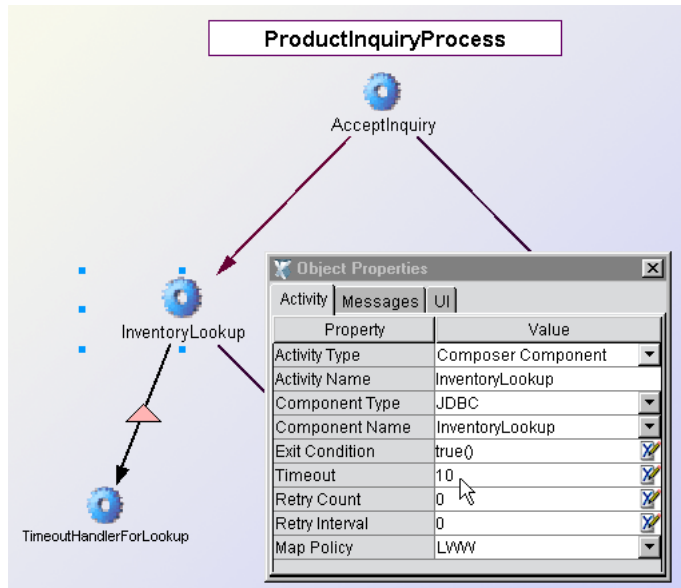 ProductInquiryProcess
AcceptInquiry
InventoryLookup
TimeoutHandlerForLookup
Object Properties
Activity Messages UI
Property Value
Activity Type Composer Component
Activity Name InventoryLookup
Component Type JDBC
Component Name InventoryLookup
Exit Condition true()
Timeout 10
Retry Count 0
Retry Interval 0
Map Policy LWW